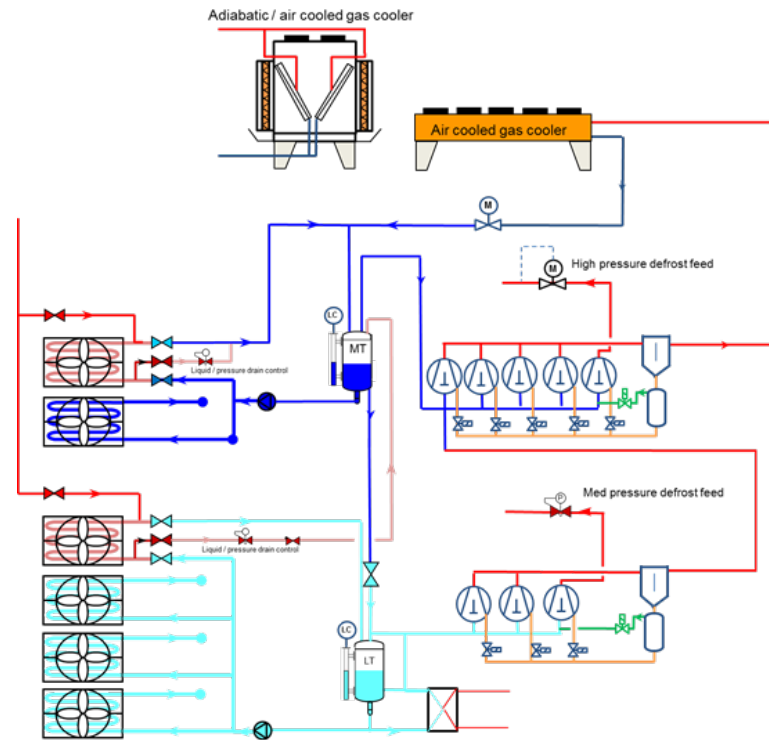 Adiabatic / air cooled gas cooler
Air cooled gas cooler
M
M
High pressure defrost feed
LC
MT
Liquid / pressure drain control
P
Med pressure defrost feed
Liquid / pressure drain control
LC
LT